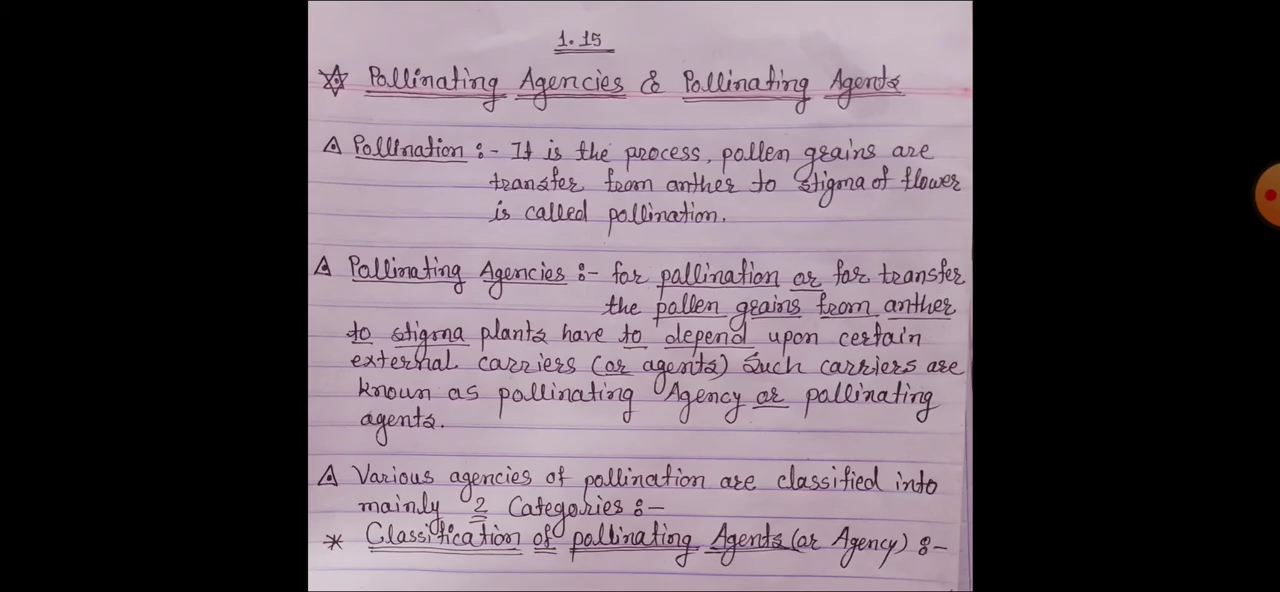 1.15
Pollinating Agencies & Pollinating Agents
Pollination :- It is the process, pollen grains are
transfer from anther to stigma of flower
is called pollination.
Pollinating Agencies :- for pollination or for transfer
the pollen grains from anther
to stigma plants have to depend upon certain
external carriers (or agents) Such carriers are
known as pollinating Agency or pollinating
agents.
Various agencies of pollination are classified into
mainly 2 Categories :-
* Classification of pollinating Agents (or Agency) :-